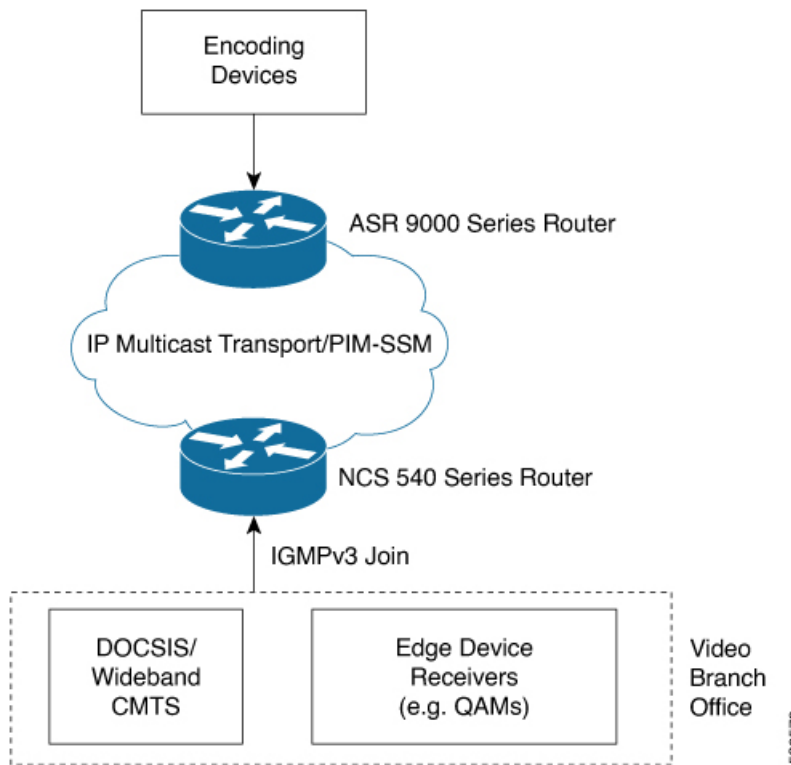 Encoding
Devices
ASR 9000 Series Router
IP Multicast Transport/PIM-SSM
NCS 540 Series Router
IGMPv3 Join
DOCSIS/
Wideband
CMTS
Edge Device
Receivers
(e.g. QAMs)
Video
Branch
Office